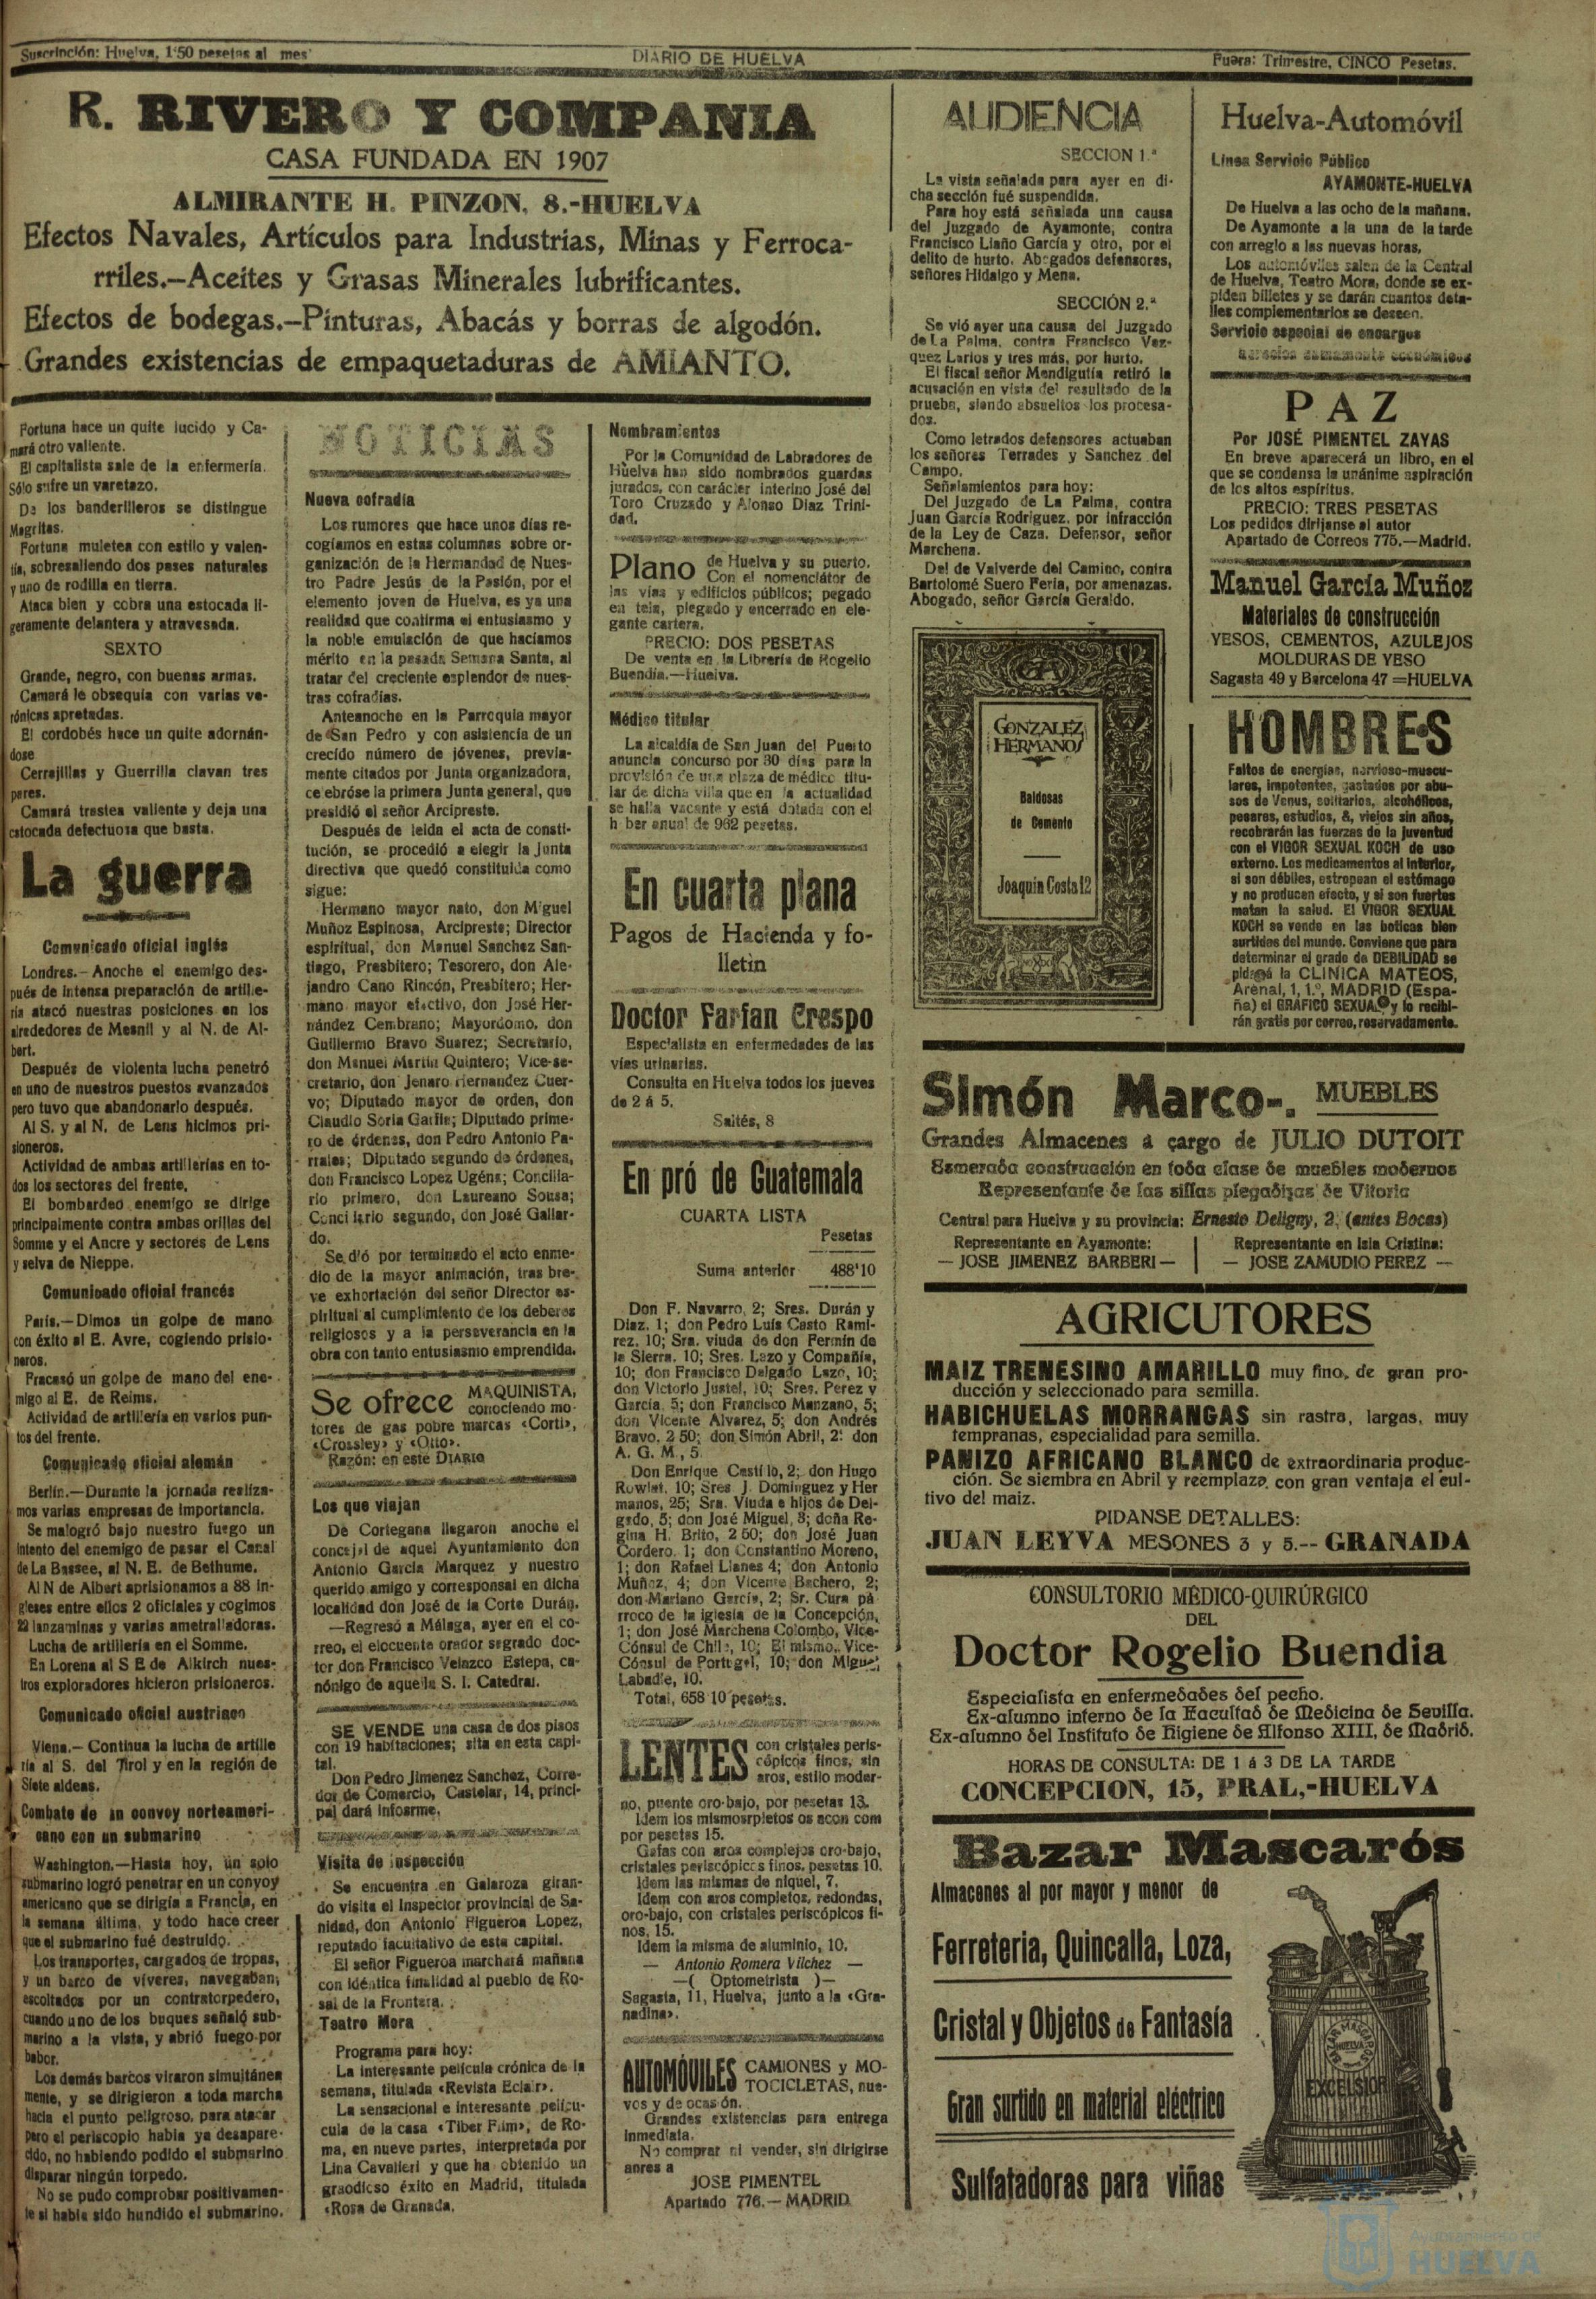 Suscrinción: Huelva, 1'50 pesetas al mes
DIARIO DE HUELVA
Fuera: Trimestre, CINCO Pesetas.
R. RIVERO Y COMPANIA
CASA FUNDADA EN 1907
ALMIRANTE H. PINZON, 8.-HUELVA
Efectos Navales, Artículos para Industrias, Minas y Ferroca-
rriles.-Aceites y Grasas Minerales lubrificantes.
Efectos de bodegas.-Pinturas, Abacás y borras de algodón.
Grandes existencias de empaquetaduras de AMIANTO.
Fortuna hace un quite lucido y Ca-
mará otro valiente.
El capitalista sale de la enfermería.
Sólo sufre un varetazo.
De los banderilleros se distingue
Magritas.
Fortuna muletea con estilo y valen-
tía, sobresaliendo dos pases naturales
y uno de rodilla en tierra.
Ataca bien y cobra una estocada li-
geramente delantera y atravesada.
SEXTO
Grande, negro, con buenas armas.
Camará le obsequia con varias ve-
rónicas apretadas.
El cordobés hace un quite adornán-
dose
Cerrajillas y Guerrilla clavan tres
pares.
Camará trastea valiente y deja una
estocada defectuosa que basta.
La guerra
Comunicado oficial inglés
Londres.—Anoche el enemigo des-
pués de intensa preparación de artille-
ría atacó nuestras posiciones en los
alrededores de Mesnil y al N. de Al-
bert.
Después de violenta lucha penetró
en uno de nuestros puestos avanzados
pero tuvo que abandonarlo después.
Al S. y al N. de Lens hicimos pri-
sioneros.
Actividad de ambas artillerías en to-
dos los sectores del frente.
El bombardeo enemigo se dirige
principalmente contra ambas orillas del
Somme y el Ancre y sectores de Lens
y selva de Nieppe.
Comunicado oficial francés
París.—Dimos un golpe de mano
con éxito al E. Avre, cogiendo prisio-
neros.
Fracasó un golpe de mano del ene-
migo al E. de Reims.
Actividad de artillería en varios pun-
tos del frente.
Comunicado oficial alemán
Berlín.—Durante la jornada realiza-
mos varias empresas de importancia.
Se malogró bajo nuestro fuego un
intento del enemigo de pasar el Canal
de La Bassee, al N. E. de Bethume.
Al N de Albert aprisionamos a 88 in-
gleses entre ellos 2 oficiales y cogimos
22 lanzaminas y varias ametralladoras.
Lucha de artillería en el Somme.
En Lorena al S E de Alkirch nues-
tros exploradores hicieron prisioneros.
Comunicado oficial austriaco
Viena.—Continua la lucha de artille
ría al S. del Tirol y en la región de
Siete aldeas.
Combate de un convoy norteameri-
cano con un submarino
Washington.—Hasta hoy, un solo
submarino logró penetrar en un convoy
americano que se dirigía a Francia, en
la semana última, y todo hace creer
que el submarino fué destruido.
Los transportes, cargados de tropas,
y un barco de víveres, navegaban,
escoltados por un contratorpedero,
cuando uno de los buques señaló sub-
marino a la vista, y abrió fuego por
babor.
Los demás barcos viraron simultánea
mente, y se dirigieron a toda marcha
hacia el punto peligroso, para atacar
pero el periscopio había ya desapare-
cido, no habiendo podido el submarino
disparar ningún torpedo.
No se pudo comprobar positivamen-
te si había sido hundido el submarino.
NOTICIAS
Nueva cofradía
Los rumores que hace unos días re-
cogíamos en estas columnas sobre or-
ganización de la Hermandad de Nues-
tro Padre Jesús de la Pasión, por el
elemento joven de Huelva, es ya una
realidad que confirma el entusiasmo y
la noble emulación de que hacíamos
mérito en la pasada Semana Santa, al
tratar del creciente esplendor de nues-
tras cofradías.
Anteanoche en la Parroquia mayor
de San Pedro y con asistencia de un
crecido número de jóvenes, previa-
mente citados por Junta organizadora,
ce ebróse la primera Junta general, que
presidió el señor Arcipreste.
Después de leida el acta de consti-
tución, se procedió a elegir la Junta
directiva que quedó constituida como
sigue:
Hermano mayor nato, don Miguel
Muñoz Espinosa, Arcipreste; Director
espiritual, don Manuel Sanchez San-
tiago, Presbítero; Tesorero, don Ale-
jandro Cano Rincón, Presbítero; Her-
mano mayor efectivo, don José Her-
nández Cembrano; Mayordomo, don
Guillermo Bravo Suarez; Secretario,
don Manuel Martín Quintero; Vice-se-
cretario, don Jenaro Hernandez Cuer-
vo; Diputado mayor de orden, don
Claudio Soria Garfia; Diputado prime-
ro de órdenes, don Pedro Antonio Pa-
rrales; Diputado segundo de órdenes,
don Francisco Lopez Ugéns; Concilia-
rio primero, don Laureano Sousa;
Conci liario segundo, don José Gallar-
do.
Se dió por terminado el acto enme-
dio de la mayor animación, tras bre-
ve exhortación del señor Director es-
piritual al cumplimiento de los deberes
religiosos y a la perseverancia en la
obra con tanto entusiasmo emprendida.
Se ofrece MAQUINISTA,
conociendo mo-
tores de gas pobre marcas «Corti»,
«Crossley» y «Otto».
Razón: en este DIARIO
Los que viajan
De Cortegana llegaron anoche el
concejal de aquel Ayuntamiento don
Antonio García Marquez y nuestro
querido amigo y corresponsal en dicha
localidad don José de la Corte Durán.
—Regresó a Málaga, ayer en el co-
rreo, el elocuente orador sagrado doc-
tor don Francisco Velazco Estepa, ca-
nónigo de aquella S. I. Catedral.
SE VENDE una casa de dos pisos
con 19 habitaciones; sita en esta capi-
tal.
Don Pedro Jimenez Sanchez, Corre-
dor de Comercio, Castelar, 14, princi-
pal dará informe.
Visita de inspección
Se encuentra en Galaroza giran-
do visita el Inspector provincial de Sa-
nidad, don Antonio Figueroa Lopez,
reputado facultativo de esta capital.
El señor Figueroa marchará mañana
con idéntica finalidad al pueblo de Ro-
sal de la Frontera.
Teatro Mora
Programa para hoy:
La interesante película crónica de la
semana, titulada «Revista Eclair».
La sensacional e interesante pelicu-
cula de la casa «Tiber Film», de Ro-
ma, en nueve partes, interpretada por
Lina Cavalieri y que ha obtenido un
graodioso éxito en Madrid, titulada
«Rosa de Granada.
Nombramientos
Por la Comunidad de Labradores de
Huelva han sido nombrados guardas
jurados, con carácter interino José del
Toro Cruzado y Alonso Diaz Trini-
dad.
Plano de Huelva y su puerto.
Con el nomenclátor de
las vías y edificios públicos; pegado
en tela, plegado y encerrado en ele-
gante cartera.
PRECIO: DOS PESETAS
De venta en la Librería de Rogelio
Buendía.—Huelva.
Médico titular
La alcaldía de San Juan del Puerto
anuncia concurso por 30 días para la
provisión de una plaza de médico titu-
lar de dicha villa que en la actualidad
se halla vacante y está dotada con el
h ber anual de 962 pesetas.
En cuarta plana
Pagos de Hacienda y fo-
lletín
Doctor Farfan Crespo
Especialista en enfermedades de las
vías urinarias.
Consulta en Huelva todos los jueves
de 2 á 5.
Saltés, 8
En pró de Guatemala
CUARTA LISTA
Pesetas
Suma anterior 488'10
Don F. Navarro, 2; Sres. Durán y
Diaz. 1; don Pedro Luís Casto Rami-
rez, 10; Sra. viuda de don Fermín de
la Sierra. 10; Sres. Lazo y Compañía,
10; don Francisco Delgado Lazo, 10;
don Victorio Justel, 10; Sres. Perez y
García, 5; don Francisco Manzano, 5;
don Vicente Alvarez, 5; don Andrés
Bravo, 2 50; don Simón Abril, 2; don
A. G. M., 5.
Don Enrique Castillo, 2; don Hugo
Rowlat, 10; Sres J. Dominguez y Her
manos, 25; Sra. Viuda e hijos de Del-
gado, 5; don José Miguel, 3; doña Re-
gina H. Brito, 2 50; don José Juan
Cordero, 1; don Constantino Moreno,
1; don Rafael Llanes 4; don Antonio
Muñoz, 4; don Vicente Bachero, 2;
don Mariano García, 2; Sr. Cura pá
rroco de la iglesia de la Concepción,
1; don José Marchena Colombo, Vice-
Cónsul de Chile, 10; El mismo, Vice-
Cónsul de Portugal, 10; don Miguel
Labadíe, 10.
Total, 658 10 pesetas.
LENTES con cristales peris-
cópicos finos, sin
aros, estilo moder-
no, puente oro-bajo, por pesetas 13.
Idem los mismosrpletos os acon com
por pesetas 15.
Gafas con aros complejos oro-bajo,
cristales periscópicos finos, pesetas 10.
Idem las mismas de niquel, 7.
Idem con aros completos, redondas,
oro-bajo, con cristales periscópicos fi-
nos, 15.
Idem la misma de aluminio, 10.
— Antonio Romera Vilchez —
—( Optometrista )—
Sagasta, 11, Huelva, junto a la «Gra-
nadina».
AUTOMÓVILES CAMIONES y MO-
TOCICLETAS, nue-
vos y de ocasión.
Grandes existencias para entrega
inmediata.
No comprar ni vender, sin dirigirse
anres a
JOSE PIMENTEL
Apartado 776.—MADRID
AUDIENCIA
SECCION 1.ª
La vista señalada para ayer en di-
cha sección fué suspendida.
Para hoy está señalada una causa
del Juzgado de Ayamonte, contra
Francisco Liaño García y otro, por el
delito de hurto. Abogados defensores,
señores Hidalgo y Mena.
SECCIÓN 2.ª
Se vió ayer una causa del Juzgado
de La Palma, contra Francisco Vaz-
quez Larios y tres más, por hurto.
El fiscal señor Mendigutía retiró la
acusación en vista del resultado de la
prueba, siendo absueltos los procesa-
dos.
Como letrados defensores actuaban
los señores Terrades y Sanchez del
Campo.
Señalamientos para hoy:
Del Juzgado de La Palma, contra
Juan García Rodríguez, por infracción
de la Ley de Caza. Defensor, señor
Marchena.
Del de Valverde del Camino, contra
Bartolomé Suero Feria, por amenazas.
Abogado, señor García Geraldo.
GONZALEZ
HERMANOS
Baldosas
de Cemento
Joaquín Costa 12
Huelva-Automóvil
Línea Servicio Público
AYAMONTE-HUELVA
De Huelva a las ocho de la mañana.
De Ayamonte a la una de la tarde
con arreglo a las nuevas horas,
Los automóviles salen de la Central
de Huelva, Teatro Mora, donde se ex-
piden billetes y se darán cuantos deta-
lles complementarios se deseen.
Servicio especial de encargos
sumamente económicos
PAZ
Por JOSÉ PIMENTEL ZAYAS
En breve aparecerá un libro, en el
que se condensa la unánime aspiración
de los altos espíritus.
PRECIO: TRES PESETAS
Los pedidos diríjanse al autor
Apartado de Correos 775.—Madrid.
Manuel García Muñoz
Materiales de construcción
YESOS, CEMENTOS, AZULEJOS
MOLDURAS DE YESO
Sagasta 49 y Barcelona 47 =HUELVA
HOMBRES
Faltos de energías, nervioso-muscu-
lares, impotentes, gastados por abu-
sos de Venus, solitarios, alcohólicos,
pesares, estudios, &, viejos sin años,
recobrarán las fuerzas de la juventud
con el VIGOR SEXUAL KOCH de uso
externo. Los medicamentos al interior,
si son débiles, estropean el estómago
y no producen efecto, y si son fuertes
matan la salud. El VIGOR SEXUAL
KOCH se vende en las boticas bien
surtidas del mundo. Conviene que para
determinar el grado de DEBILIDAD se
pida a la CLINICA MATEOS,
Arenal, 1, 1.º, MADRID (Espa-
ña) el GRÁFICO SEXUAL y lo recibi-
rán gratis por correo, reservadamente.
Simón Marco-. MUEBLES
Grandes Almacenes á cargo de JULIO DUTOIT
Esmerada construcción en toda clase de muebles modernos
Representante de las sillas plegadizas de Vitoria
Central para Huelva y su provincia: Ernesto Deligny, 2, (antes Bocas)
Representante en Ayamonte:
— JOSE JIMENEZ BARBERI —
Representante en Isla Cristina:
— JOSE ZAMUDIO PEREZ —
AGRICUTORES
MAIZ TRENESINO AMARILLO muy fino, de gran pro-
ducción y seleccionado para semilla.
HABICHUELAS MORRANGAS sin rastra, largas, muy
tempranas, especialidad para semilla.
PANIZO AFRICANO BLANCO de extraordinaria produc-
ción. Se siembra en Abril y reemplaza con gran ventaja el cul-
tivo del maiz.
PIDANSE DETALLES:
JUAN LEYVA MESONES 3 y 5.-- GRANADA
CONSULTORIO MÉDICO-QUIRÚRGICO
DEL
Doctor Rogelio Buendia
Especialista en enfermedades del pecho.
Ex-alumno interno de la Facultad de Medicina de Sevilla.
Ex-alumno del Instituto de Higiene de Alfonso XIII, de Madrid.
HORAS DE CONSULTA: DE 1 á 3 DE LA TARDE
CONCEPCION, 15, PRAL,-HUELVA
Bazar Mascarós
Almacenes al por mayor y menor de
Ferreteria, Quincalla, Loza,
Cristal y Objetos de Fantasía
Gran surtido en material eléctrico
Sulfatadoras para viñas
BAZAR MASCAROS
HUELVA
EXCELSIOR
Ayuntamiento de
HUELVA